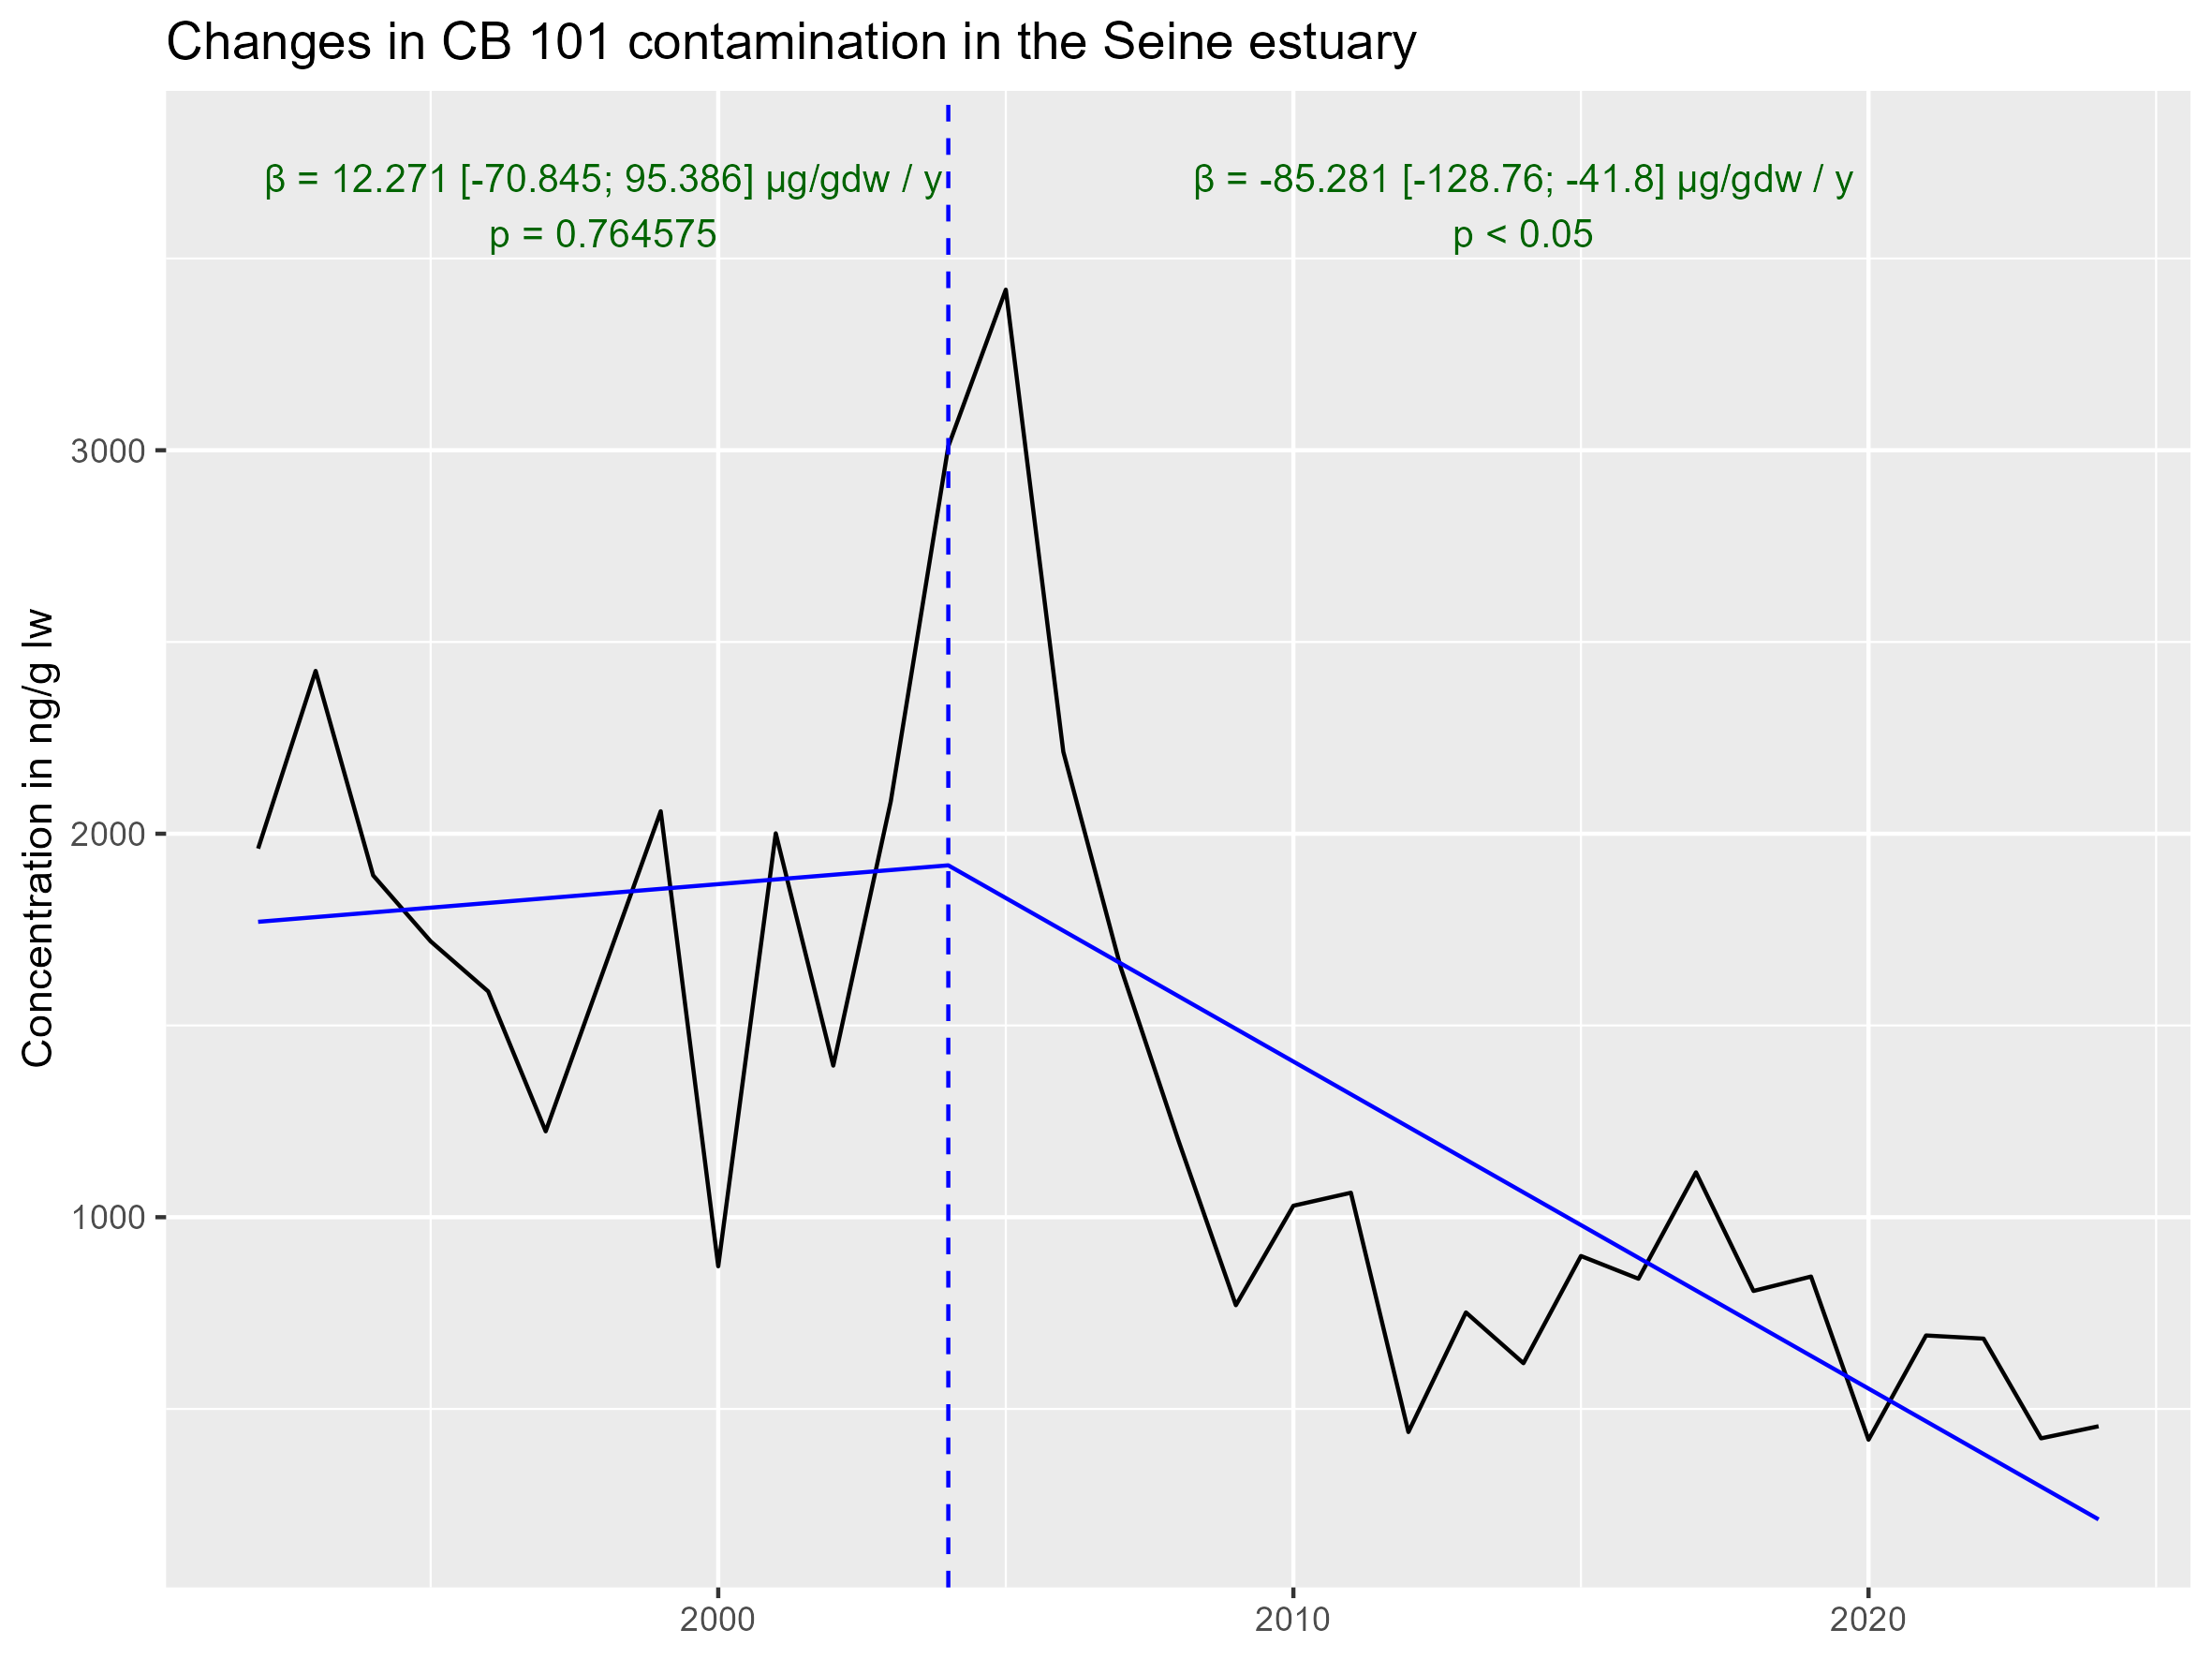 Changes in CB 101 contamination in the Seine estuary
β = 12.271 [-70.845; 95.386] µg/gdw / y
p = 0.764575
β = -85.281 [-128.76; -41.8] µg/gdw / y
p < 0.05
Concentration in ng/g lw
3000
2000
1000
2000
2010
2020